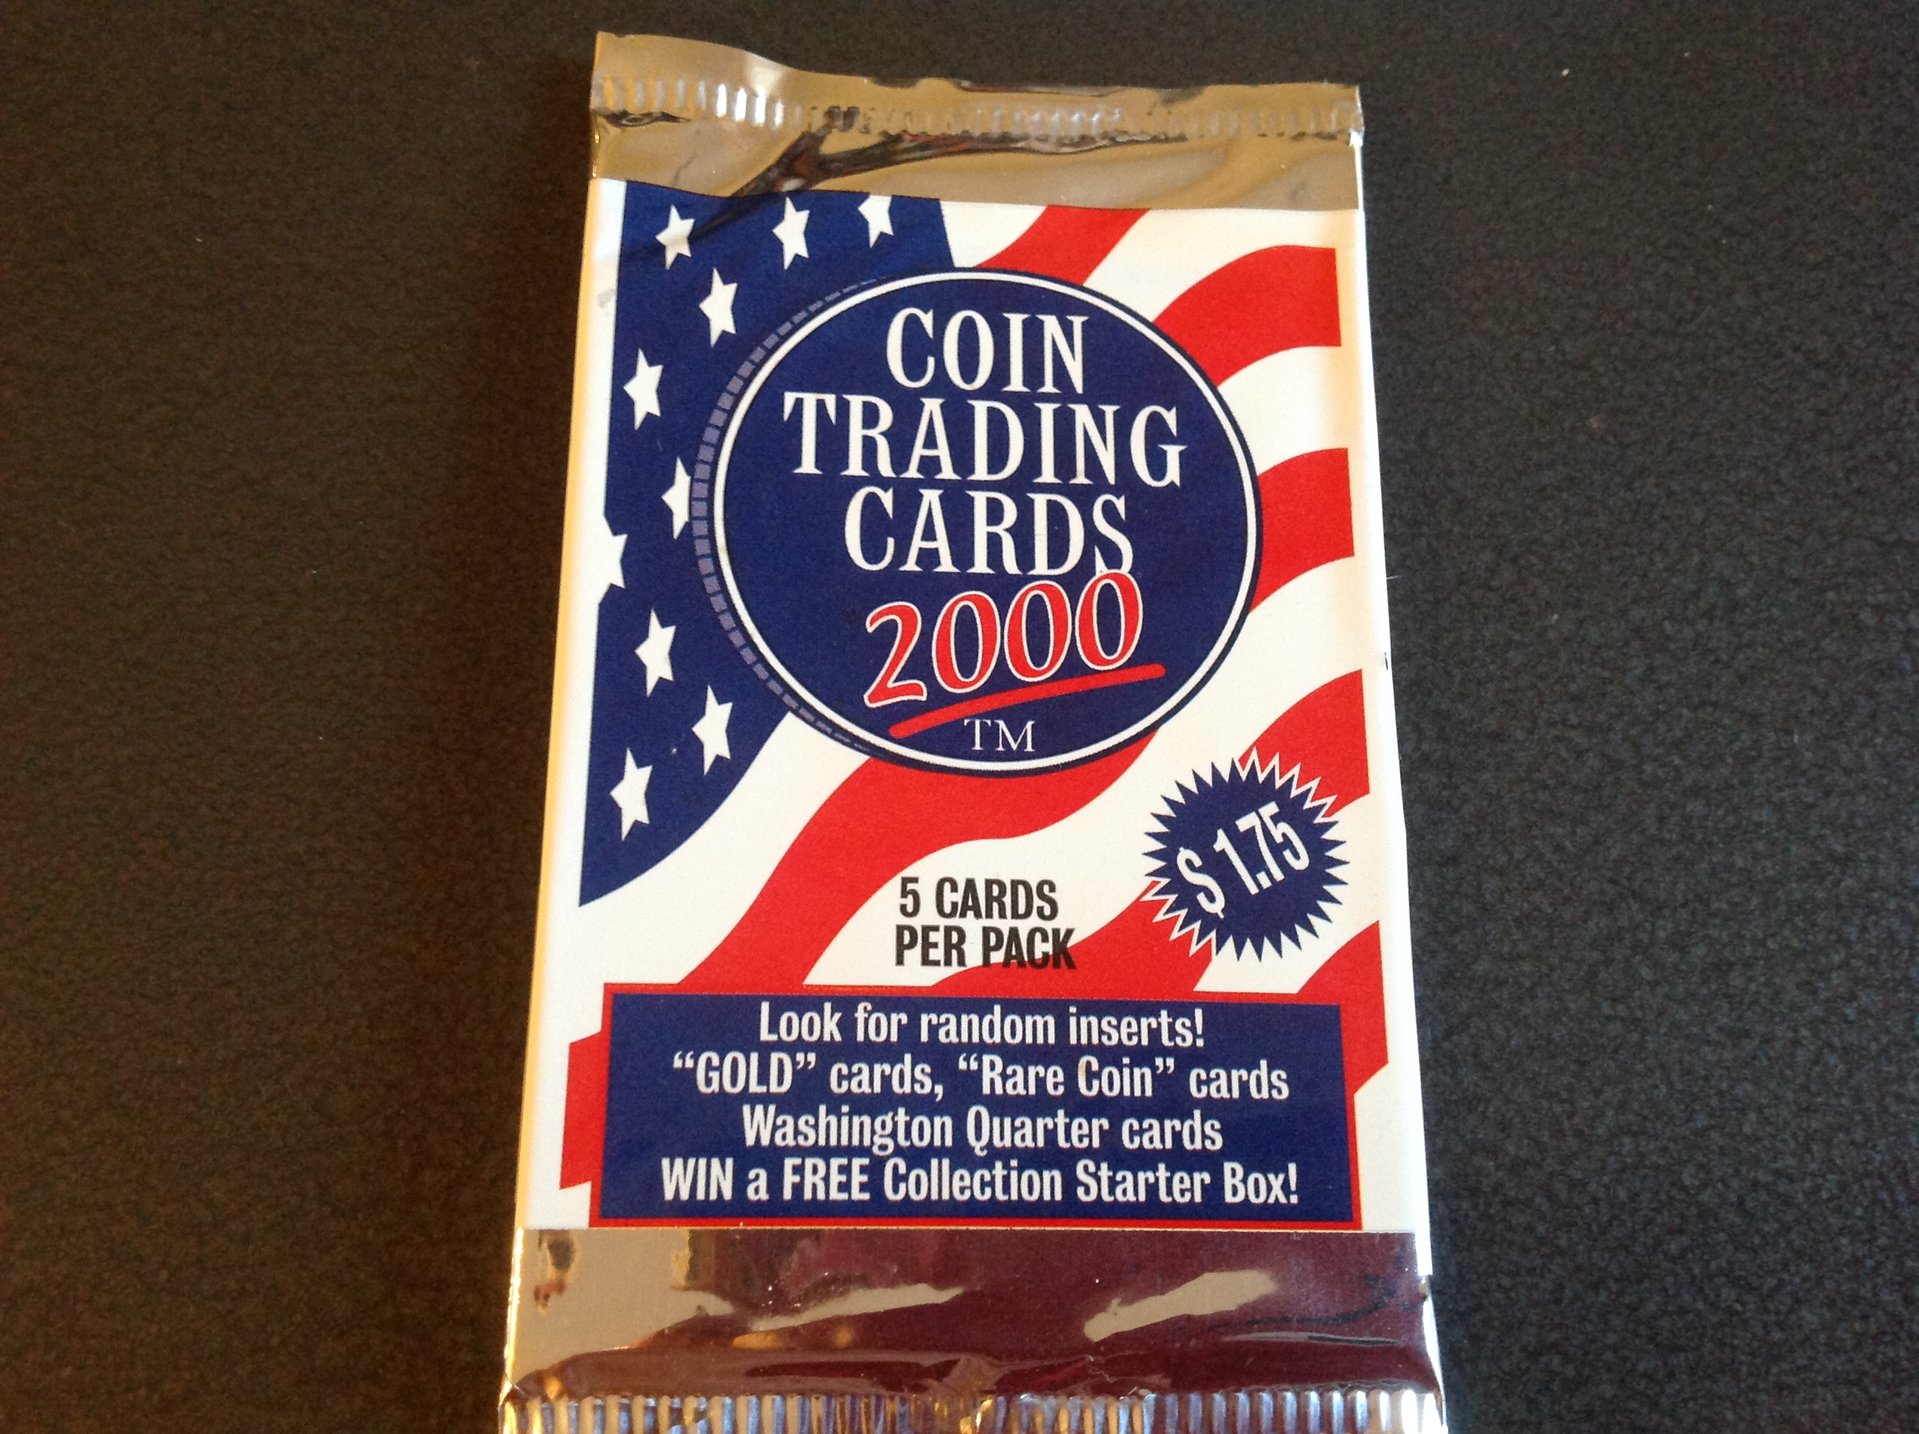 COIN
TRADING
CARDS
2000
TM
$ 1.75
5 CARDS
PER PACK
Look for random inserts!
“GOLD” cards, “Rare Coin” cards
Washington Quarter cards
WIN a FREE Collection Starter Box!